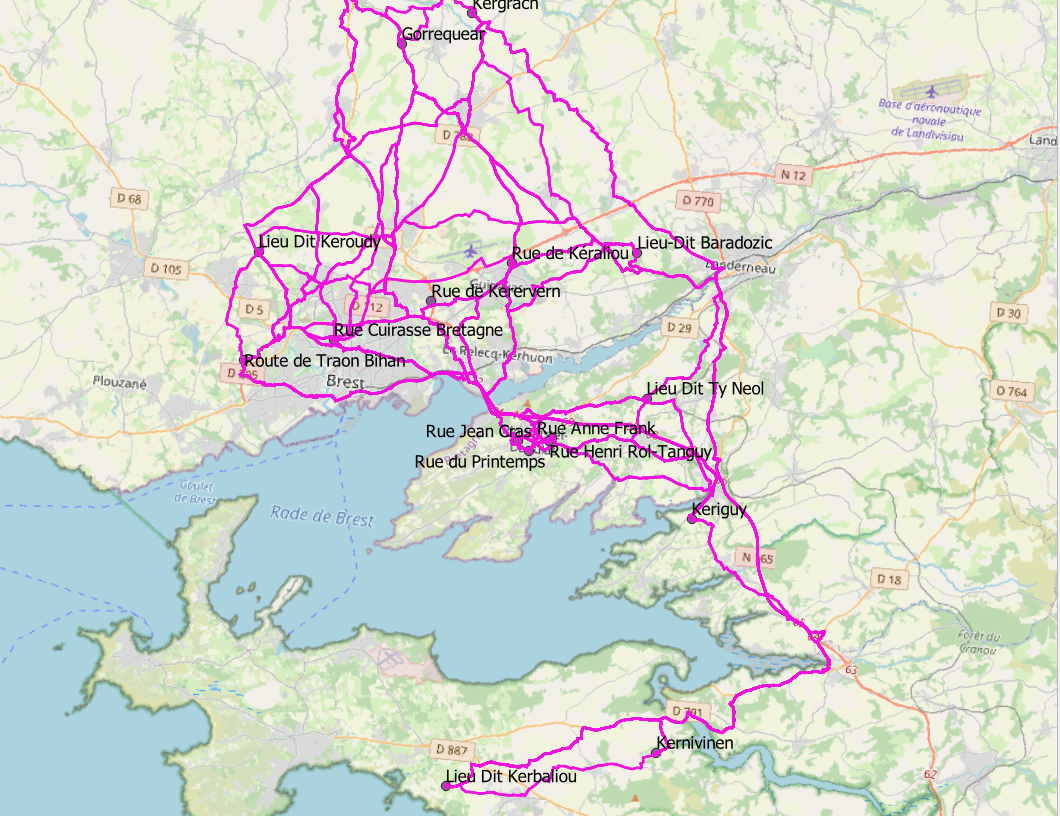 Kergrach
Gorrequear
Base d'aéronautique
navale
de Landivisiau
D 788
Land
N 12
D 68
D 770
Lieu Dit Keroudy
Rue de Keraliou
Lieu-Dit Baradozic
D 105
Landerneau
Rue de Kerervern
D 5
D 712
D 30
Rue Cuirasse Bretagne
D 29
Le Relecq-Kerhuon
Route de Traon Bihan
Plouzané
D 205
Brest
Lieu Dit Ty Neol
D 764
Rue Jean Cras
Rue Anne Frank
Rue du Printemps
Rue Henri Rol-Tanguy
Goulet
de Brest
Rade de Brest
Keriguy
N 165
D 18
Forêt du
Cranou
63
D 791
Kernivinen
D 887
Lieu Dit Kerbaliou
62